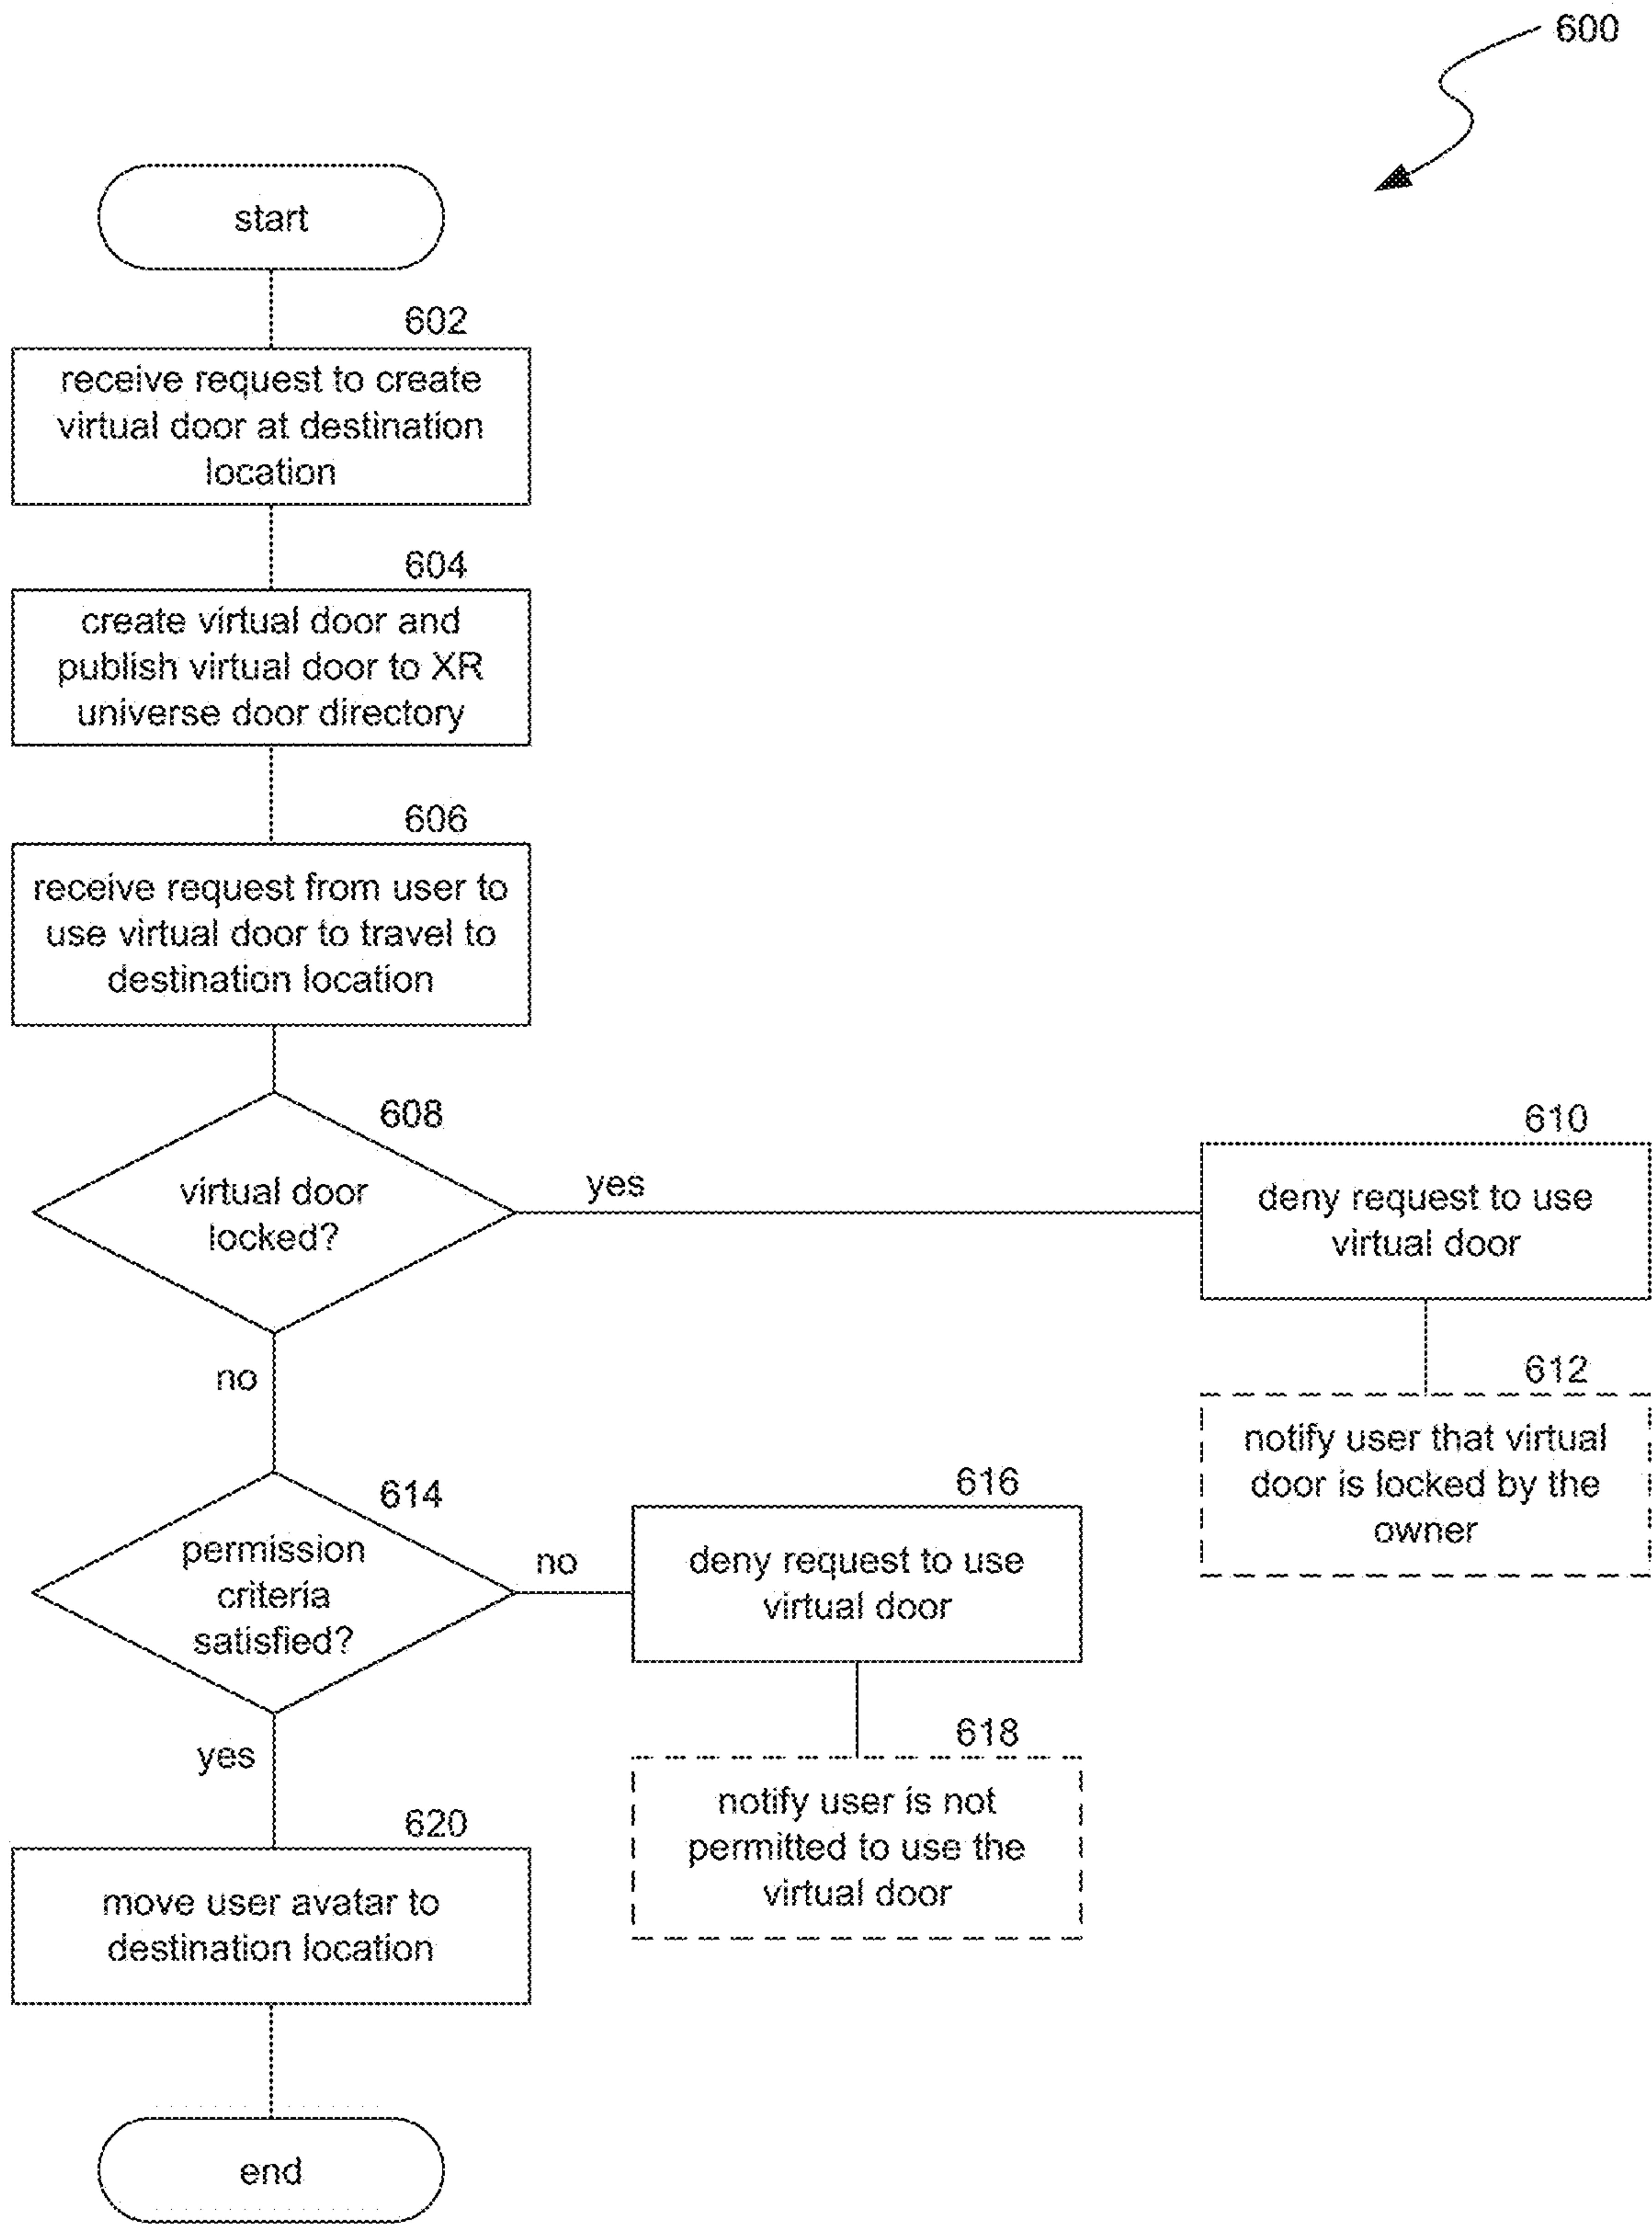 600
start
602
receive request to create
virtual door at destination
location
604
create virtual door and
publish virtual door to XR
universe door directory
606
receive request from user to
use virtual door to travel to
destination location
608
virtual door
locked?
yes
610
deny request to use
virtual door
612
notify user that virtual
door is locked by the
owner
no
614
permission
criteria
satisfied?
no
616
deny request to use
virtual door
618
notify user is not
permitted to use the
virtual door
yes
620
move user avatar to
destination location
end